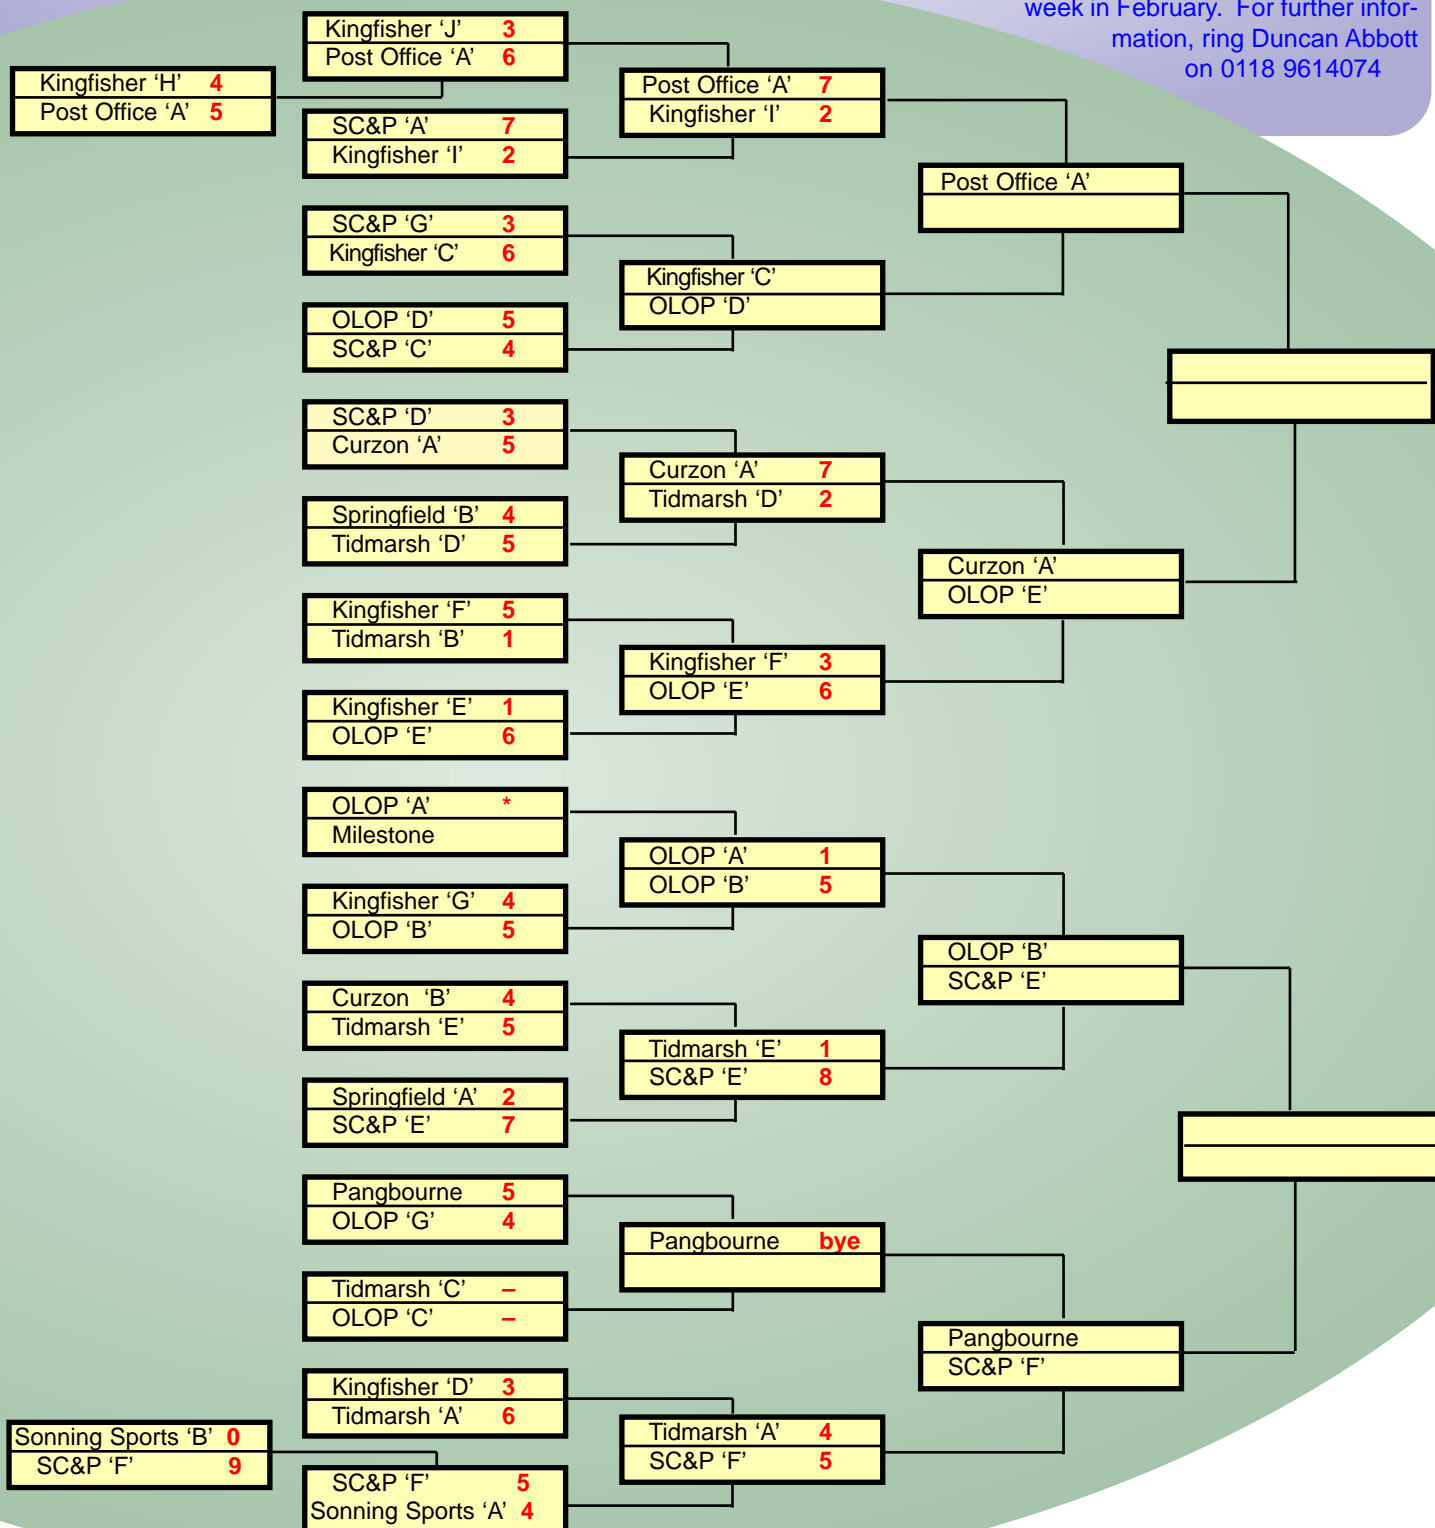 week in February. For further infor-
mation, ring Duncan Abbott
on 0118 9614074
Kingfisher ‘H’ 4
Post Office ‘A’ 5
Sonning Sports ‘B’ 0
SC&P ‘F’ 9
Kingfisher ‘J’ 3
Post Office ‘A’ 6
SC&P ‘A’ 7
Kingfisher ‘I’ 2
SC&P ‘G’ 3
Kingfisher ‘C’ 6
OLOP ‘D’ 5
SC&P ‘C’ 4
SC&P ‘D’ 3
Curzon ‘A’ 5
Springfield ‘B’ 4
Tidmarsh ‘D’ 5
Kingfisher ‘F’ 5
Tidmarsh ‘B’ 1
Kingfisher ‘E’ 1
OLOP ‘E’ 6
OLOP ‘A’ *
Milestone
Kingfisher ‘G’ 4
OLOP ‘B’ 5
Curzon ‘B’ 4
Tidmarsh ‘E’ 5
Springfield ‘A’ 2
SC&P ‘E’ 7
Pangbourne 5
OLOP ‘G’ 4
Tidmarsh ‘C’ –
OLOP ‘C’ –
Kingfisher ‘D’ 3
Tidmarsh ‘A’ 6
SC&P ‘F’ 5
Sonning Sports ‘A’ 4
Post Office ‘A’ 7
Kingfisher ‘I’ 2
Kingfisher ‘C’
OLOP ‘D’
Curzon ‘A’ 7
Tidmarsh ‘D’ 2
Kingfisher ‘F’ 3
OLOP ‘E’ 6
OLOP ‘A’ 1
OLOP ‘B’ 5
Tidmarsh ‘E’ 1
SC&P ‘E’ 8
Pangbourne bye
Tidmarsh ‘A’ 4
SC&P ‘F’ 5
Post Office ‘A’
Curzon ‘A’
OLOP ‘E’
OLOP ‘B’
SC&P ‘E’
Pangbourne
SC&P ‘F’